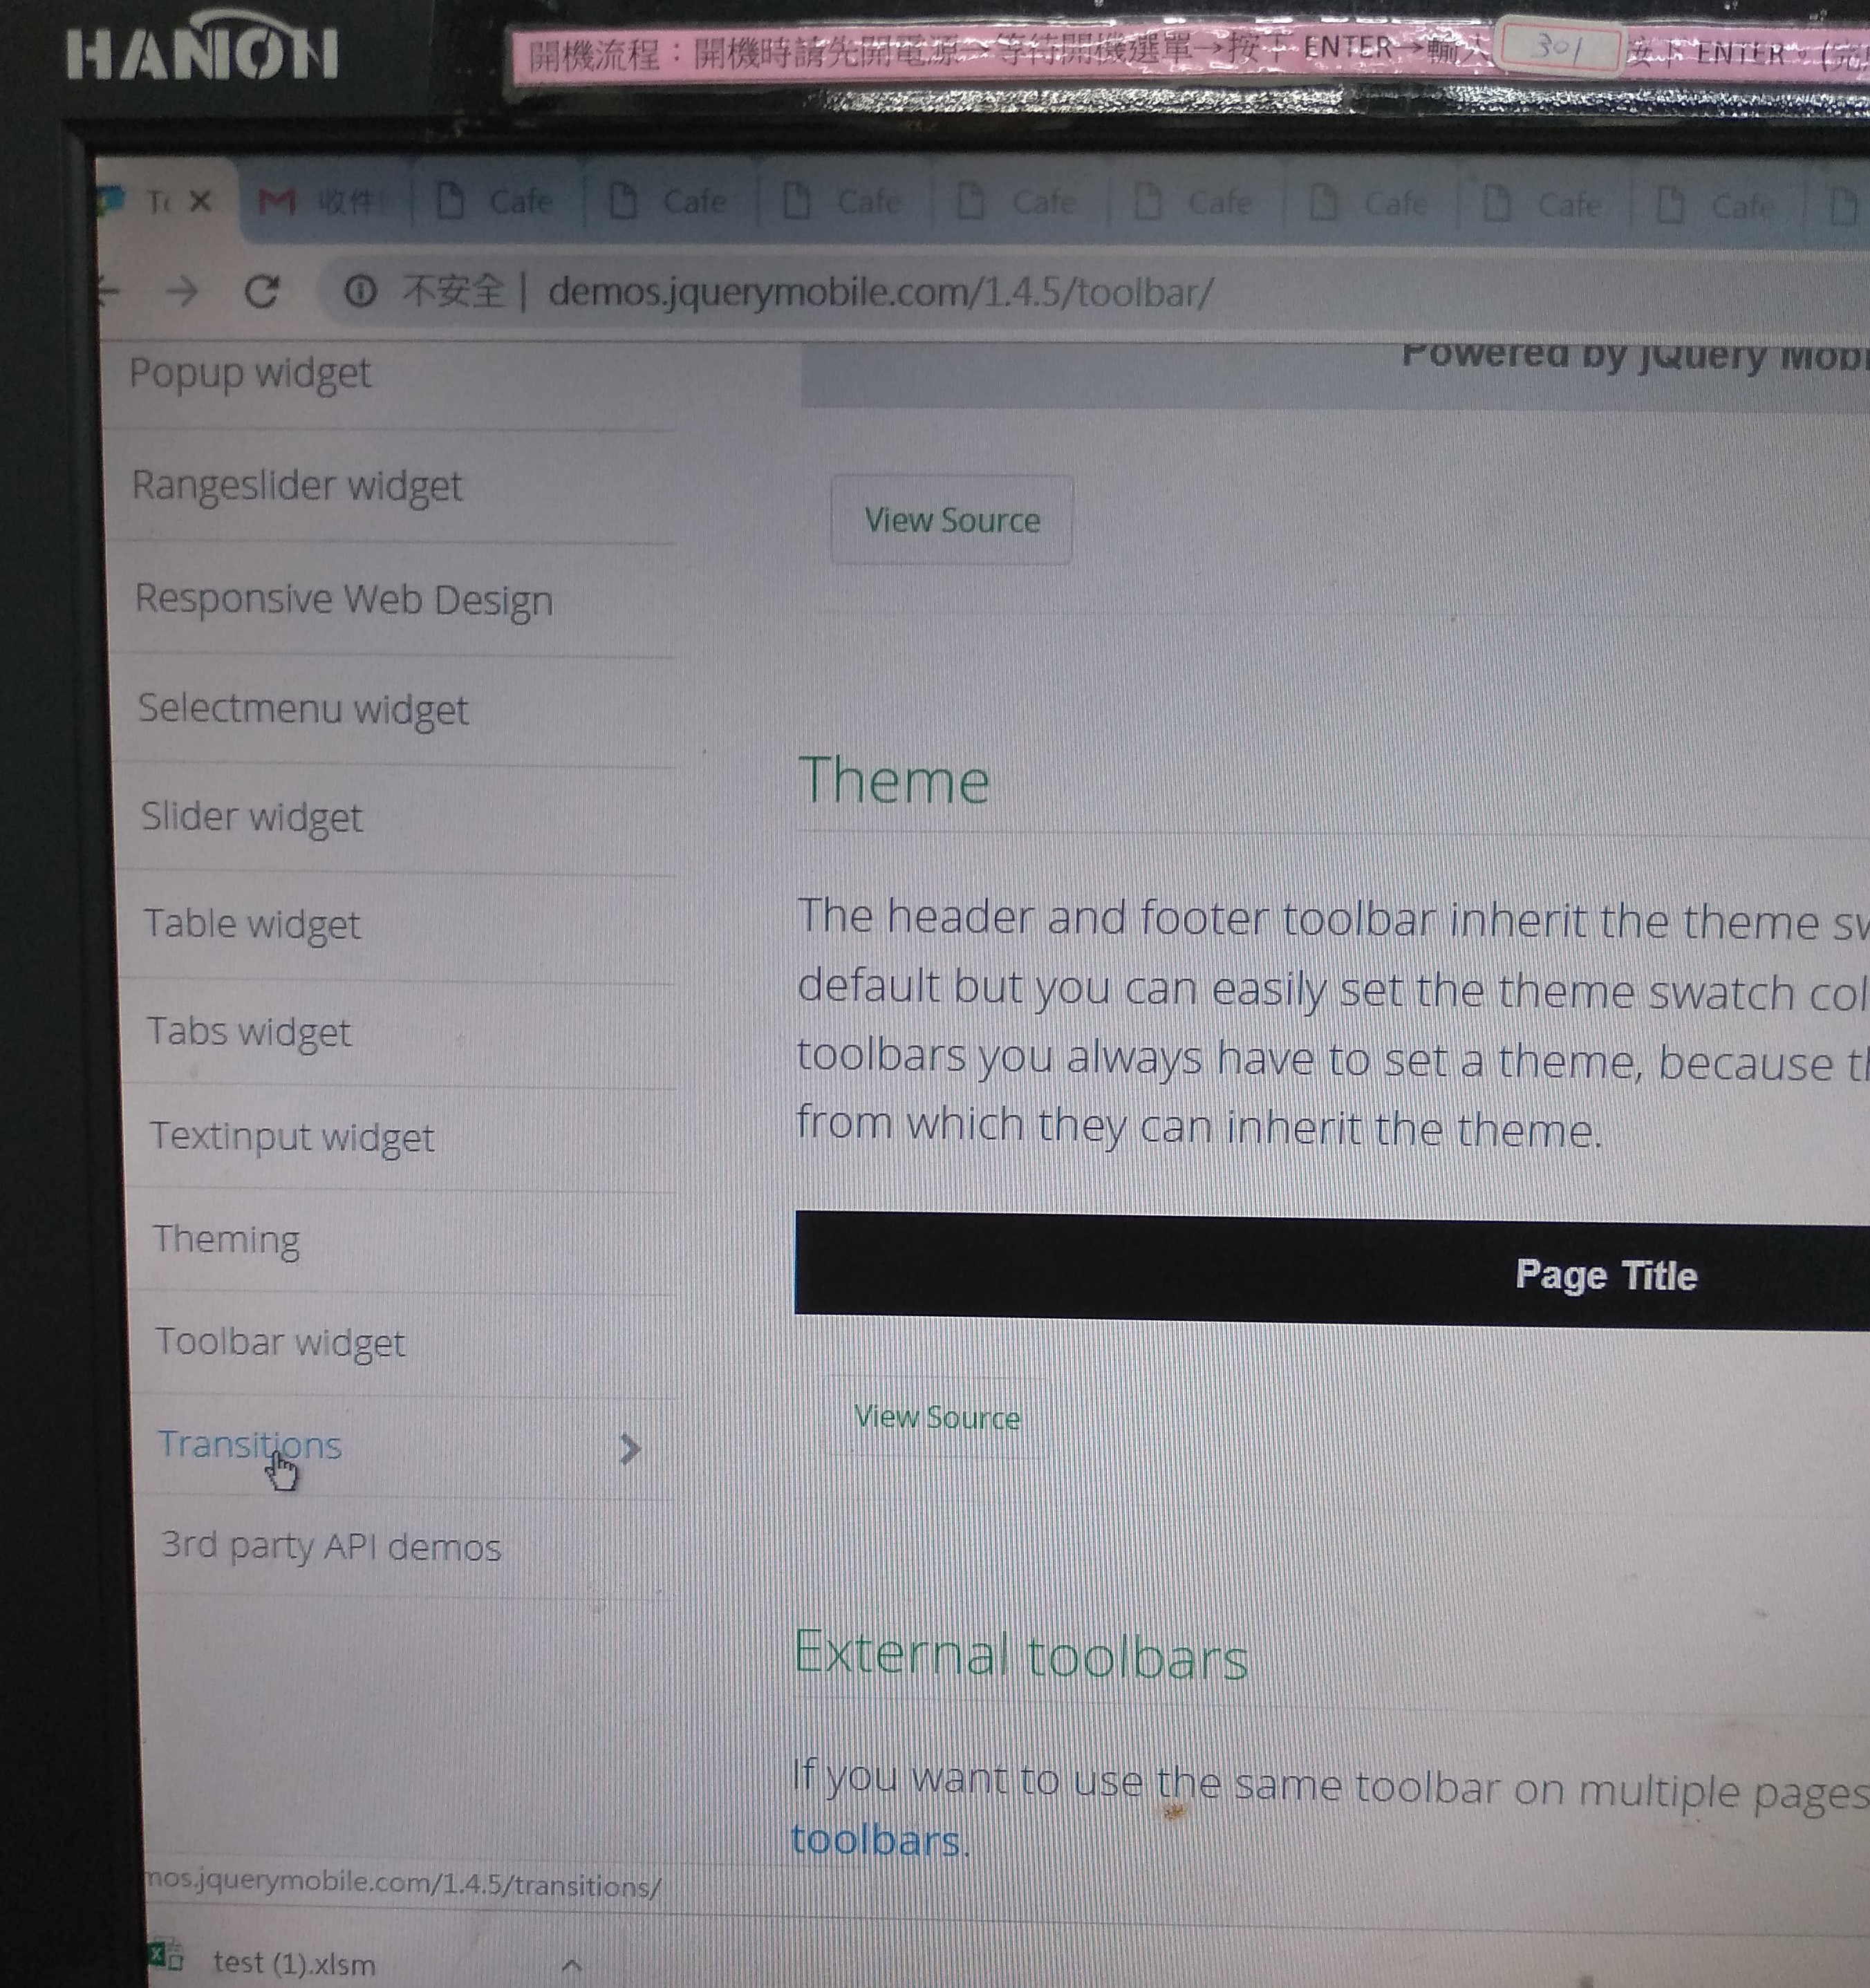 HANION
開機流程：開機時請先開電源→等待開機選單→按下 ENTER→輸入 301 按下 ENTER。(完
Te 收件 Cafe Cafe Cafe Cafe Cafe Cafe Cafe Cafe
不安全 | demos.jquerymobile.com/1.4.5/toolbar/
Popup widget
Rangeslider widget
Responsive Web Design
Selectmenu widget
Slider widget
Table widget
Tabs widget
Textinput widget
Theming
Toolbar widget
Transitions
3rd party API demos
Powered by jQuery Mobi
View Source
Theme
The header and footer toolbar inherit the theme sw
default but you can easily set the theme swatch col
toolbars you always have to set a theme, because th
from which they can inherit the theme.
Page Title
View Source
External toolbars
If you want to use the same toolbar on multiple pages
toolbars.
mos.jquerymobile.com/1.4.5/transitions/
test (1).xlsm